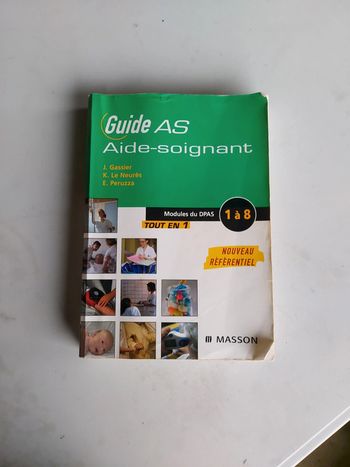 Guide AS
Aide-soignant
J. Gassier
K. Le Neurès
E. Peruzza
Modules du DPAS 1 à 8
TOUT EN 1
NOUVEAU
RÉFÉRENTIEL
MASSON